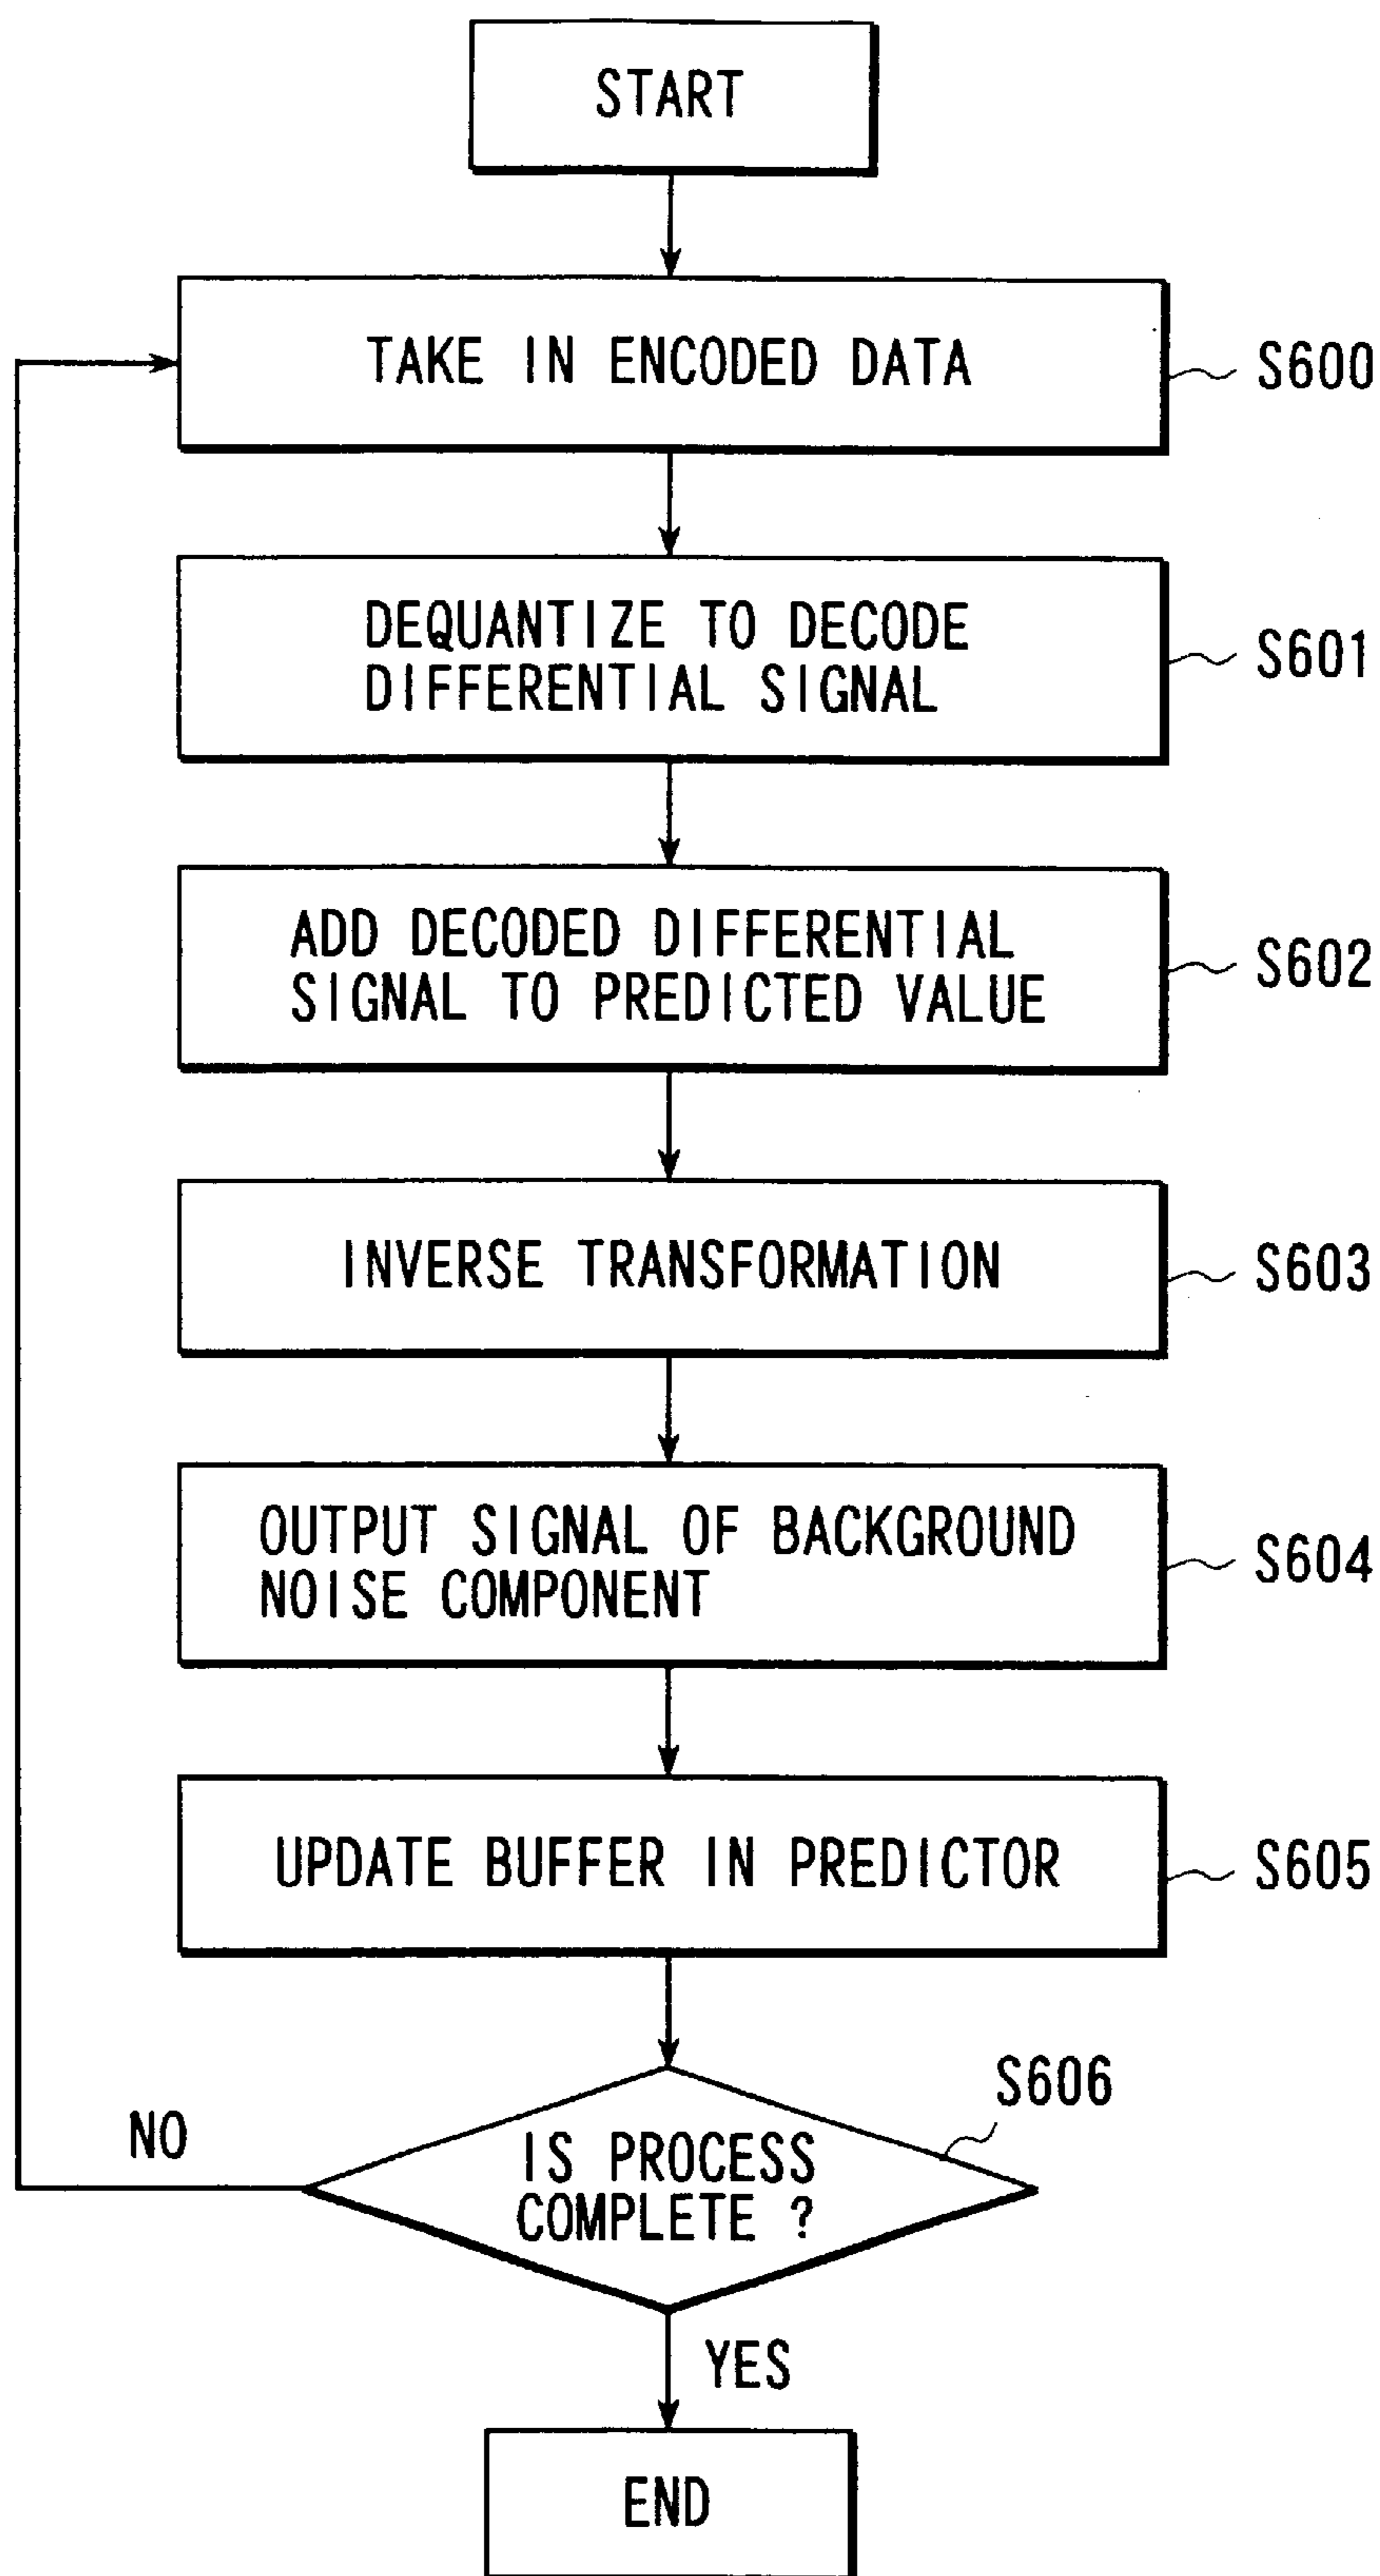 START
TAKE IN ENCODED DATA
S600
DEQUANTIZE TO DECODE
DIFFERENTIAL SIGNAL
S601
ADD DECODED DIFFERENTIAL
SIGNAL TO PREDICTED VALUE
S602
INVERSE TRANSFORMATION
S603
OUTPUT SIGNAL OF BACKGROUND
NOISE COMPONENT
S604
UPDATE BUFFER IN PREDICTOR
S605
S606
NO
IS PROCESS
COMPLETE ?
YES
END